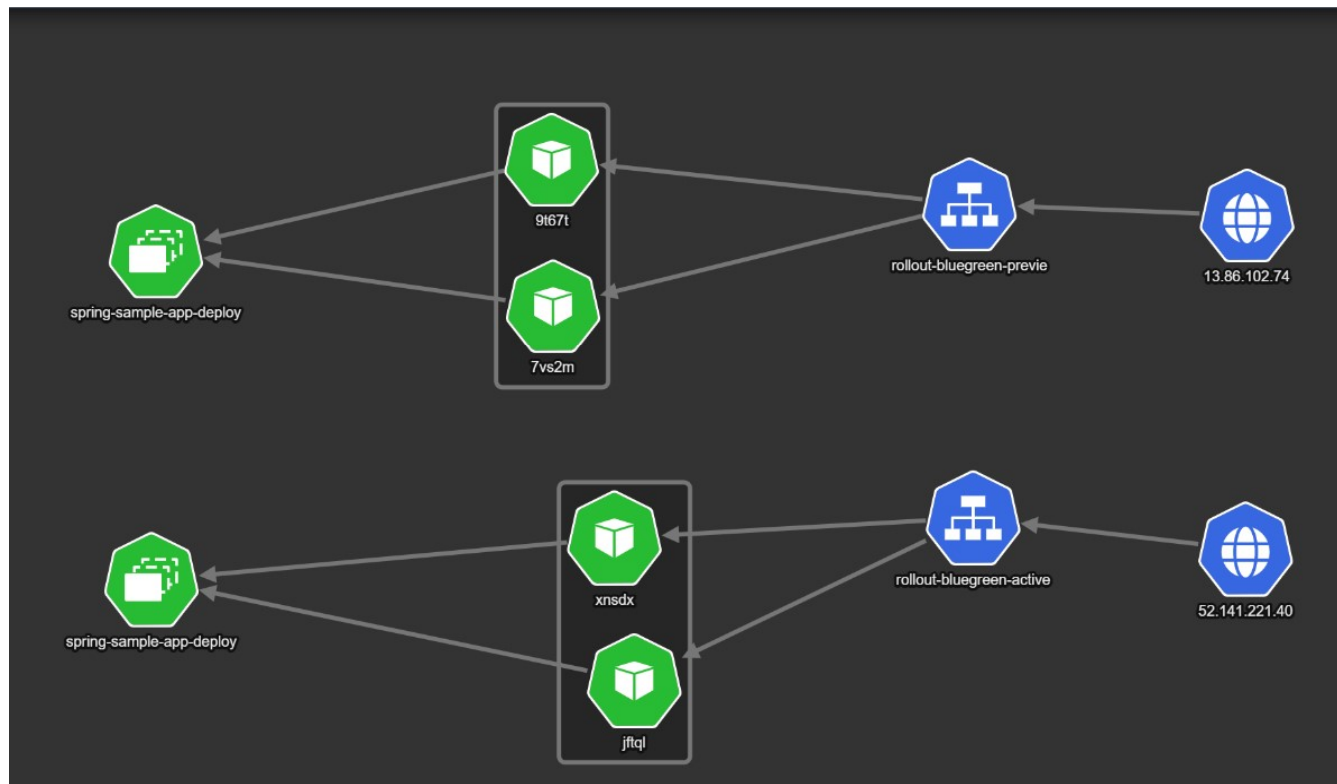 9t67t
rollout-bluegreen-previe
13.86.102.74
spring-sample-app-deploy
7vs2m
xnsdx
rollout-bluegreen-active
52.141.221.40
spring-sample-app-deploy
jftql